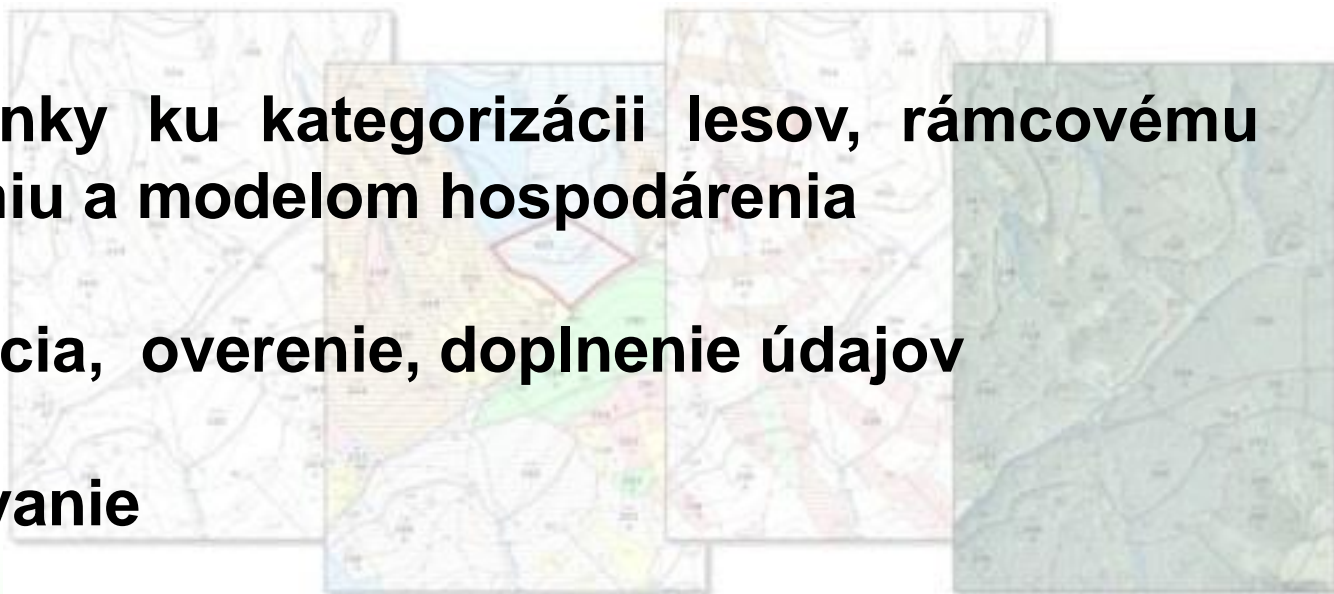 nky ku kategorizácii lesov, rámcovému
niu a modelom hospodárenia
cia, overenie, doplnenie údajov
vanie